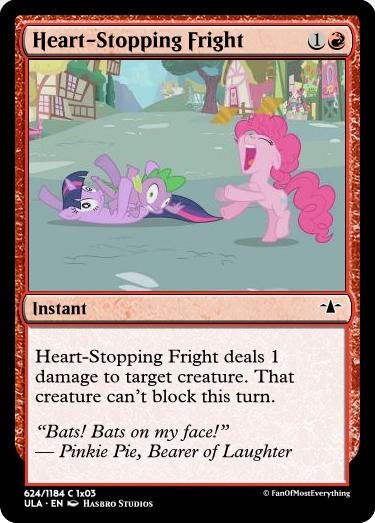 Heart-Stopping Fright 1
Instant
Heart-Stopping Fright deals 1
damage to target creature. That
creature can't block this turn.
“Bats! Bats on my face!”
— Pinkie Pie, Bearer of Laughter
624/1184 C 1x03
ULA • EN Hasbro Studios
© FanOfMostEverything